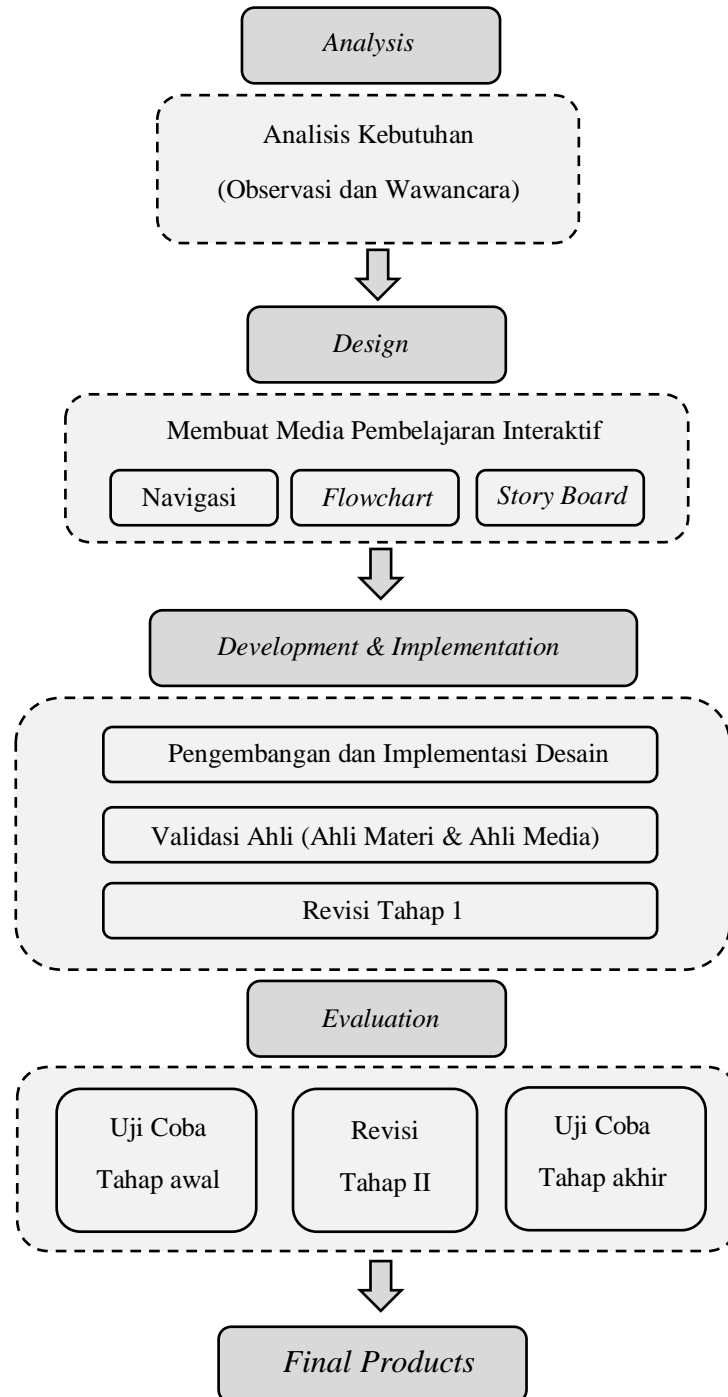 Analysis
Analisis Kebutuhan
(Observasi dan Wawancara)
Design
Membuat Media Pembelajaran Interaktif
Navigasi
Flowchart
Story Board
Development & Implementation
Pengembangan dan Implementasi Desain
Validasi Ahli (Ahli Materi & Ahli Media)
Revisi Tahap 1
Evaluation
Uji Coba
Tahap awal
Revisi
Tahap II
Uji Coba
Tahap akhir
Final Products